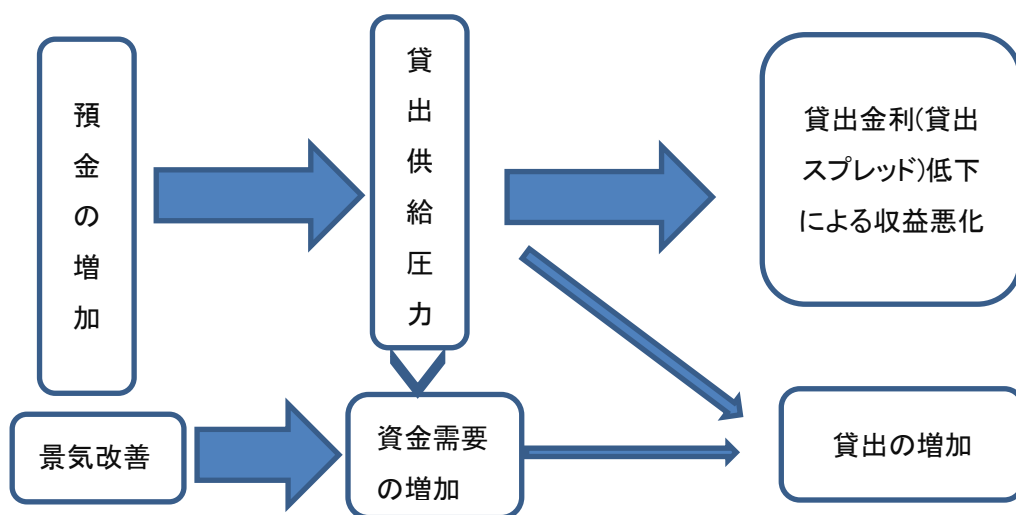 預金の増加
貸出供給圧力
貸出金利(貸出
スプレッド)低下
による収益悪化
景気改善
資金需要
の増加
貸出の増加